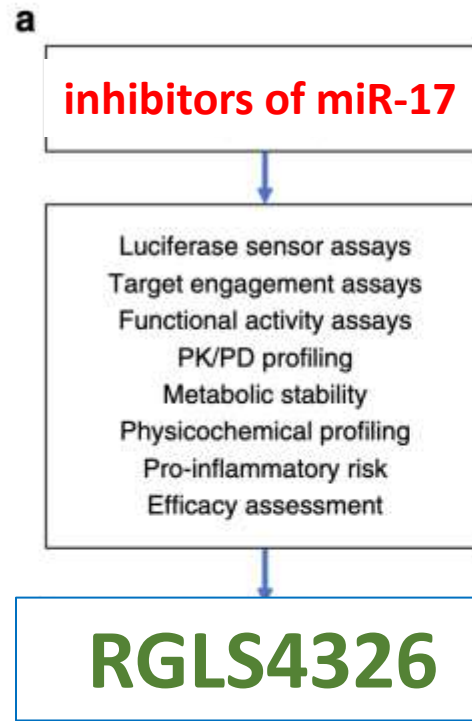 a
inhibitors of miR-17
Luciferase sensor assays
Target engagement assays
Functional activity assays
PK/PD profiling
Metabolic stability
Physicochemical profiling
Pro-inflammatory risk
Efficacy assessment
RGLS4326